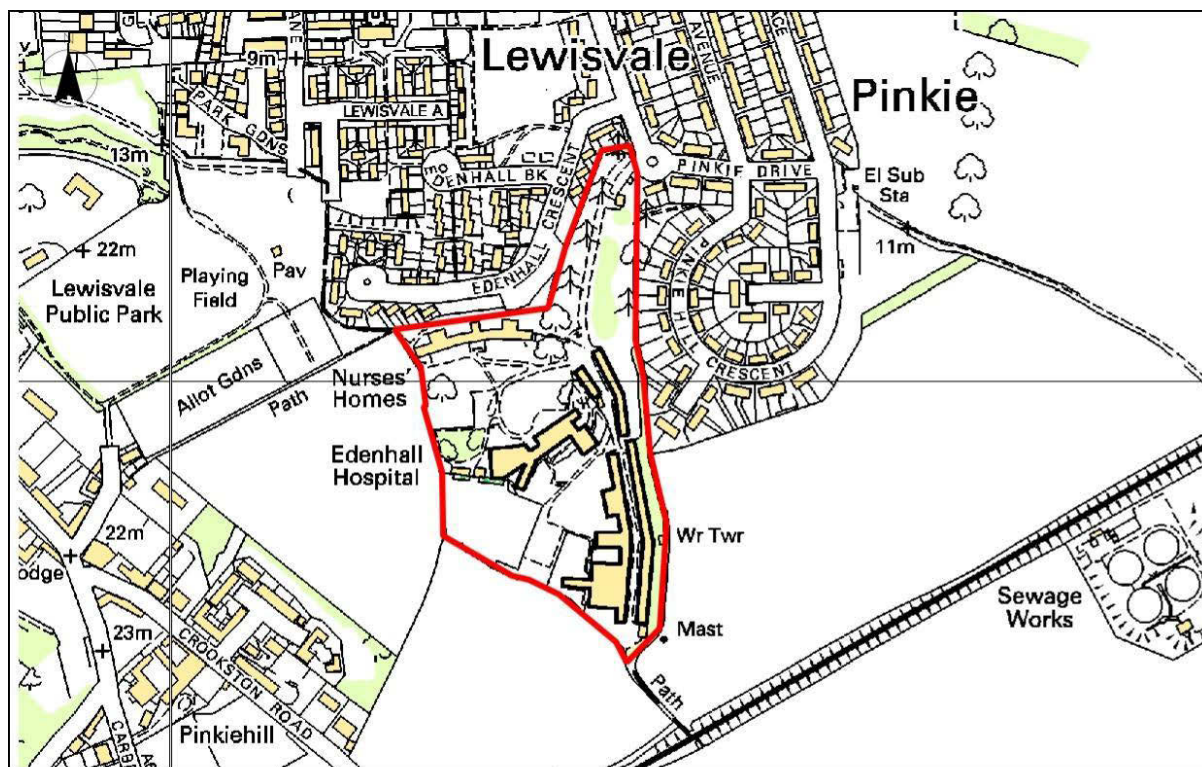 Lewisvale
Pinkie
9m
AVENUE
PARK GDNS
LEWISVALE A
13m
DENHALL BK
EDENHALL CRESCENT
PINKIE DRIVE
El Sub
Sta
11m
22m
Lewisvale
Public Park
Playing
Field
Pav
PINKIE H
CRESCENT
Allot Gdns
Path
Nurses'
Homes
Edenhall
Hospital
22m
odge
23m
CROOKSTON ROAD
Pinkiehill
CARB
Wr Twr
Mast
Path
Sewage
Works